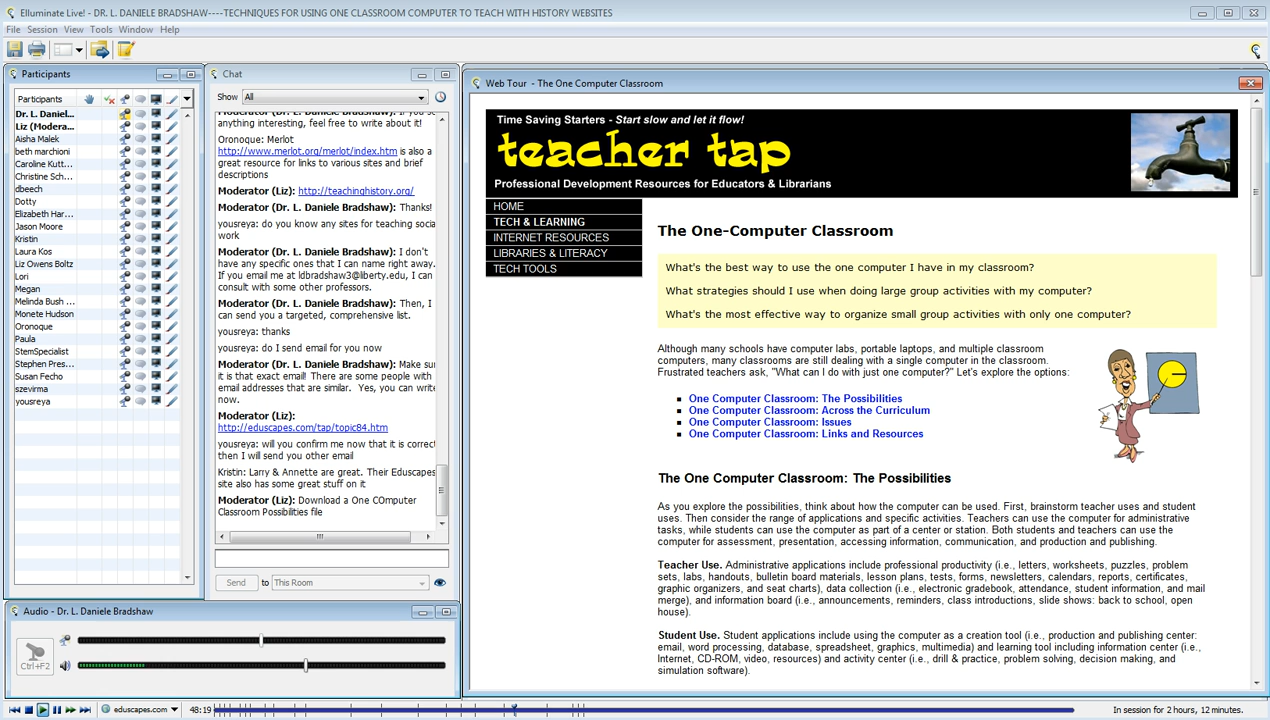 Elluminate Live! - DR. L. DANIELE BRADSHAW----TECHNIQUES FOR USING ONE CLASSROOM COMPUTER TO TEACH WITH HISTORY WEBSITES
File Session View Tools Window Help
Participants
Participants
Dr. L. Daniel...
Liz (Modera...
Aisha Malek
beth marchioni
Caroline Kutt...
Christine Sch...
dbeech
Dotty
Elizabeth Har...
Jason Moore
Kristin
Laura Kos
Liz Owens Boltz
Lori
Megan
Melinda Bush ...
Monete Hudson
Oronoque
Paula
StemSpecialist
Stephen Pres...
Susan Fecho
szevirma
yousreya
Chat
Show All
anything interesting, feel free to write about it!
Oronoque: Merlot
http://www.merlot.org/merlot/index.htm is also a
great resource for links to various sites and brief
descriptions
Moderator (Liz): http://teachinghistory.org/
Moderator (Dr. L. Daniele Bradshaw): Thanks!
yousreya: do you know any sites for teaching socia
work
Moderator (Dr. L. Daniele Bradshaw): I don't
have any specific ones that I can name right away.
If you email me at ldbradshaw3@liberty.edu, I can
consult with some other professors.
Moderator (Dr. L. Daniele Bradshaw): Then, I
can send you a targeted, comprehensive list.
yousreya: thanks
yousreya: do I send email for you now
Moderator (Dr. L. Daniele Bradshaw): Make sur
it is that exact email! There are some people with
email addresses that are similar. Yes, you can write
now.
Moderator (Liz):
http://eduscapes.com/tap/topic84.htm
yousreya: will you confirm me now that it is correct
then I will send you other email
Kristin: Larry & Annette are great. Their Eduscapes
site also has some great stuff on it
Moderator (Liz): Download a One COmputer
Classroom Possibilities file
Send to This Room
Audio - Dr. L. Daniele Bradshaw
Ctrl+F2
Web Tour - The One Computer Classroom
Time Saving Starters - Start slow and let it flow!
teacher tap
Professional Development Resources for Educators & Librarians
HOME
TECH & LEARNING
INTERNET RESOURCES
LIBRARIES & LITERACY
TECH TOOLS
The One-Computer Classroom
What's the best way to use the one computer I have in my classroom?
What strategies should I use when doing large group activities with my computer?
What's the most effective way to organize small group activities with only one computer?
Although many schools have computer labs, portable laptops, and multiple classroom
computers, many classrooms are still dealing with a single computer in the classroom.
Frustrated teachers ask, "What can I do with just one computer?" Let's explore the options:
One Computer Classroom: The Possibilities
One Computer Classroom: Across the Curriculum
One Computer Classroom: Issues
One Computer Classroom: Links and Resources
The One Computer Classroom: The Possibilities
As you explore the possibilities, think about how the computer can be used. First, brainstorm teacher uses and student
uses. Then consider the range of applications and specific activities. Teachers can use the computer for administrative
tasks, while students can use the computer as part of a center or station. Both students and teachers can use the
computer for assessment, presentation, accessing information, communication, and production and publishing.
Teacher Use. Administrative applications include professional productivity (i.e., letters, worksheets, puzzles, problem
sets, labs, handouts, bulletin board materials, lesson plans, tests, forms, newsletters, calendars, reports, certificates,
graphic organizers, and seat charts), data collection (i.e., electronic gradebook, attendance, student information, and mail
merge), and information board (i.e., announcements, reminders, class introductions, slide shows: back to school, open
house).
Student Use. Student applications include using the computer as a creation tool (i.e., production and publishing center:
email, word processing, database, spreadsheet, graphics, multimedia) and learning tool including information center (i.e.,
Internet, CD-ROM, video, resources) and activity center (i.e., drill & practice, problem solving, decision making, and
simulation software).
eduscapes.com 48:19 In session for 2 hours, 12 minutes.